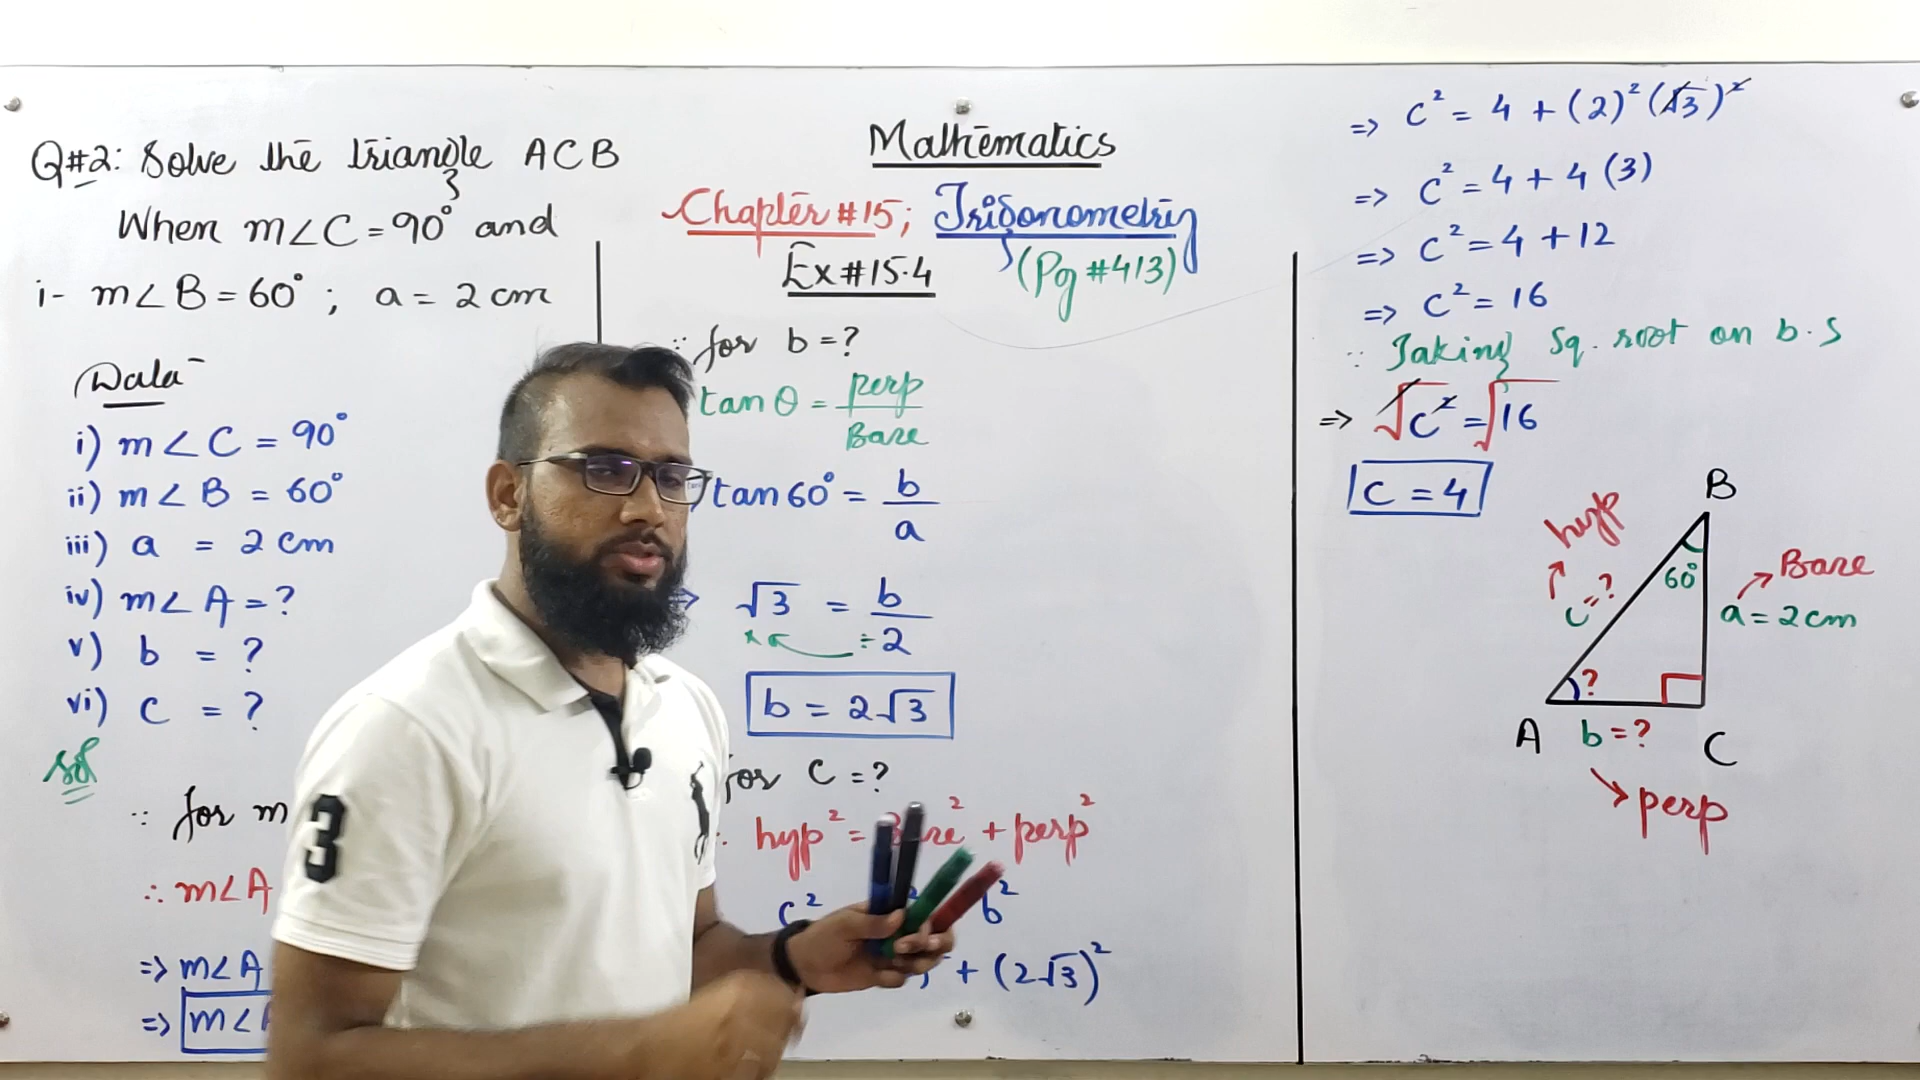 Mathematics
Chapter #15; Trigonometry
Ex #15.4 (Pg #413)
Q#2: Solve the triangle ACB
When m∠C = 90° and
i- m∠B = 60° ; a = 2 cm
Data
i) m∠C = 90°
ii) m∠B = 60°
iii) a = 2 cm
iv) m∠A = ?
v) b = ?
vi) c = ?
Sol
∵ for m
∴ m∠A
=> m∠A
=> m∠
∵ for b = ?
tan θ = perp / Base
tan 60° = b / a
=> √3 = b / 2
× ÷
b = 2√3
for c = ?
hyp² = Base² + perp²
c² b²
+ (2√3)²
=> c² = 4 + (2)² (√3)²
=> c² = 4 + 4 (3)
=> c² = 4 + 12
=> c² = 16
∵ Taking Sq. root on b.s
=> √c² = √16
c = 4
B
hyp
c = ?
60°
Base
a = 2 cm
?
A b = ? C
perp
3